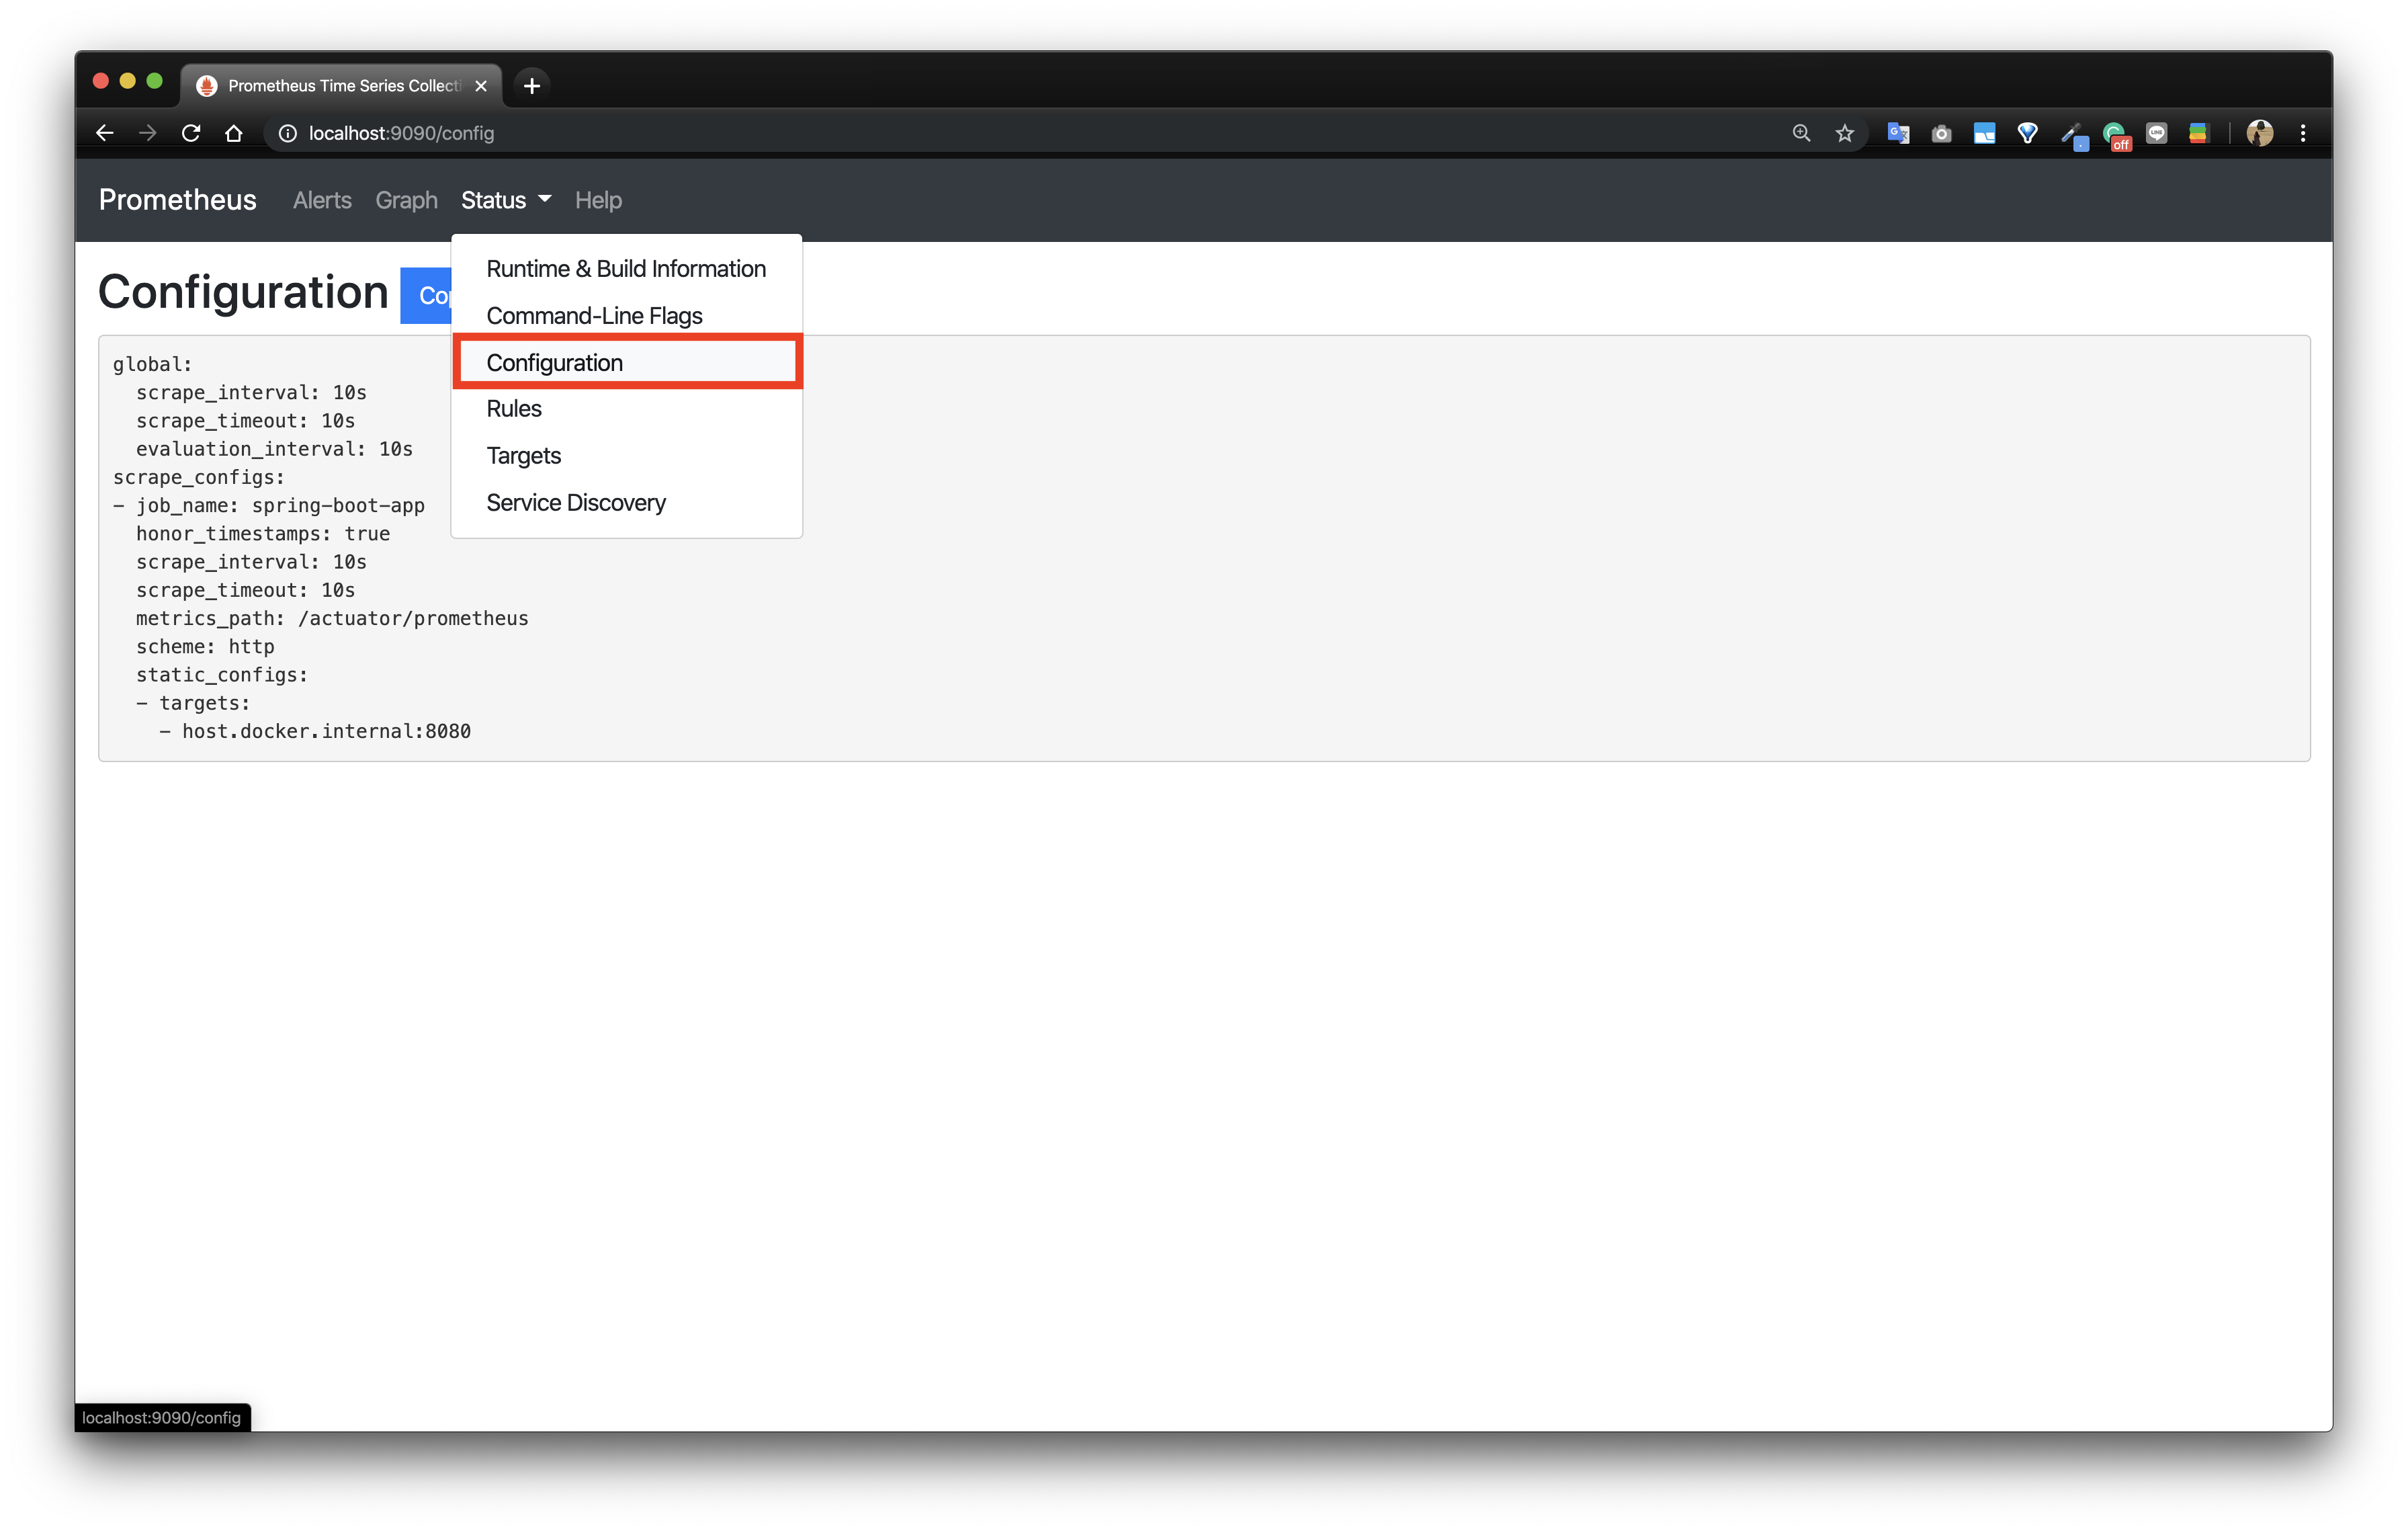 Prometheus Time Series Collecti
localhost:9090/config
off
Prometheus Alerts Graph Status Help
Configuration
Runtime & Build Information
Command-Line Flags
Configuration
Rules
Targets
Service Discovery
global:
  scrape_interval: 10s
  scrape_timeout: 10s
  evaluation_interval: 10s
scrape_configs:
- job_name: spring-boot-app
  honor_timestamps: true
  scrape_interval: 10s
  scrape_timeout: 10s
  metrics_path: /actuator/prometheus
  scheme: http
  static_configs:
  - targets:
    - host.docker.internal:8080
localhost:9090/config